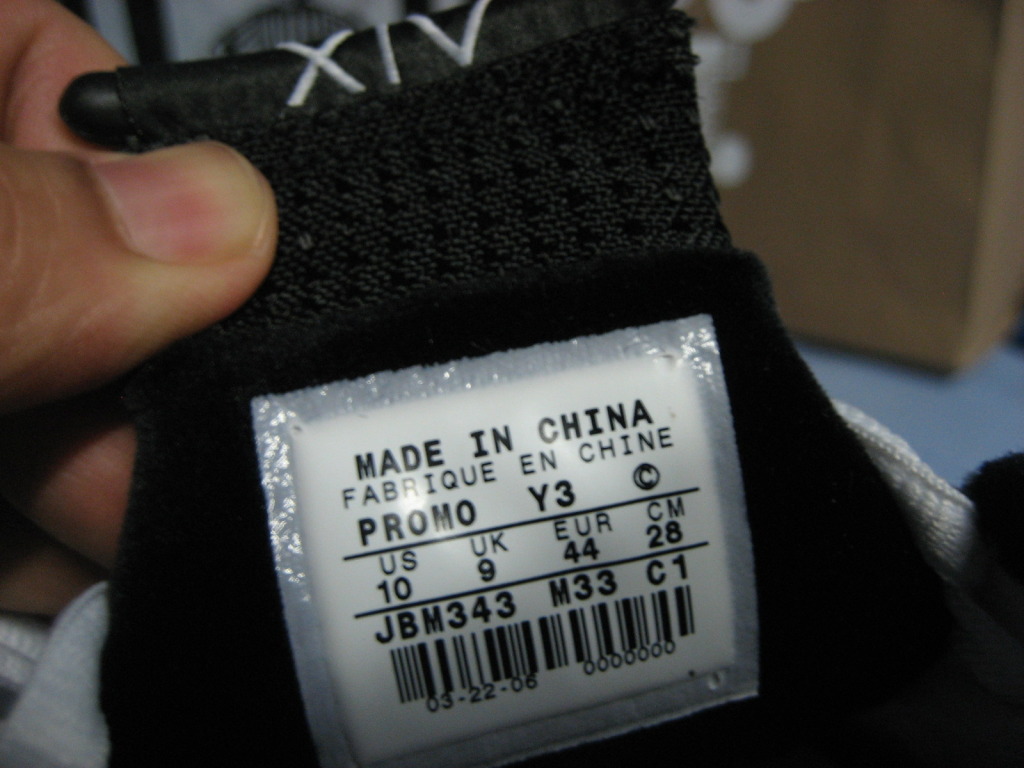 XIV
MADE IN CHINA
FABRIQUE EN CHINE
PROMO Y3 ©
US UK EUR CM
10 9 44 28
JBM343 M33 C1
03-22-06 0000000